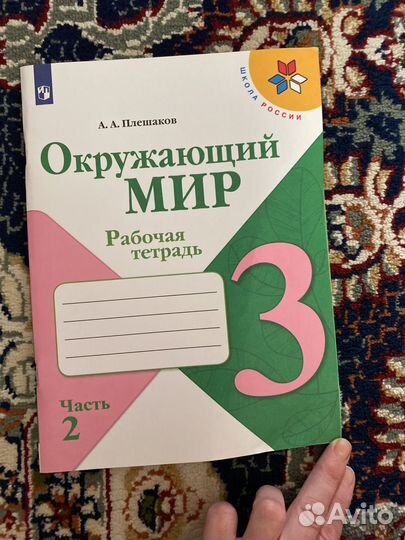 ШКОЛА РОССИИ
А. А. Плешаков
Окружающий
МИР
Рабочая
тетрадь
3
Часть
2
Avito